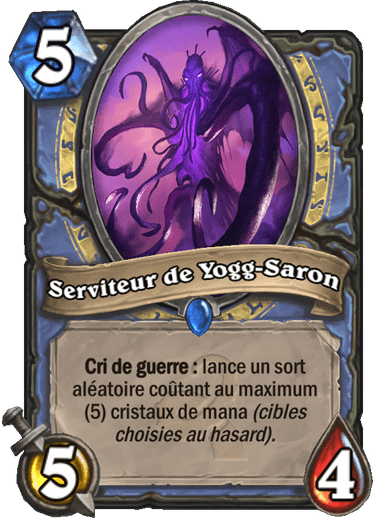 5
Serviteur de Yogg-Saron
Cri de guerre : lance un sort
aléatoire coûtant au maximum
(5) cristaux de mana (cibles
choisies au hasard).
5
4